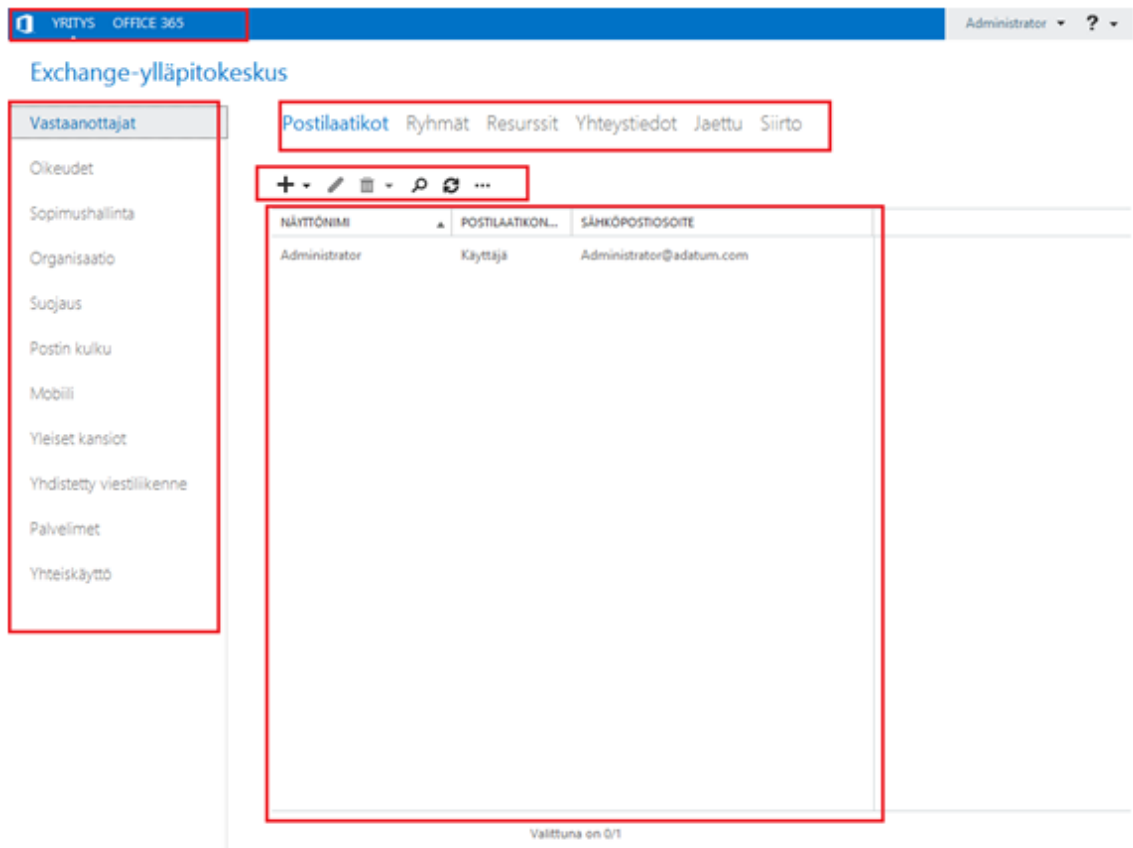 YRITYS OFFICE 365
Administrator ?
Exchange-ylläpitokeskus
Vastaanottajat
Oikeudet
Sopimushallinta
Organisaatio
Suojaus
Postin kulku
Mobiili
Yleiset kansiot
Yhdistetty viestiliikenne
Palvelimet
Yhteiskäyttö
Postilaatikot Ryhmät Resurssit Yhteystiedot Jaettu Siirto
NÄYTTÖNIMI POSTILAATIKON... SÄHKÖPOSTIOSOITE
Administrator Käyttäjä Administrator@adatum.com
Valittuna on 0/1